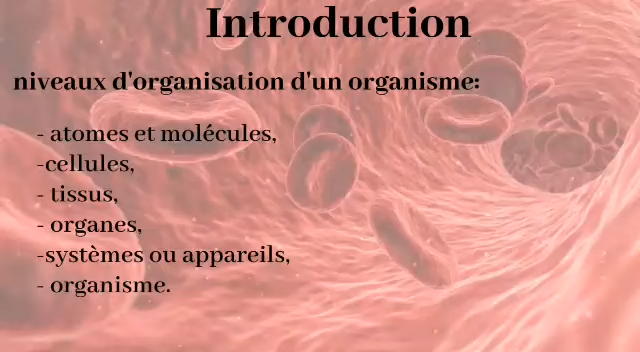 Introduction
niveaux d'organisation d'un organisme:
- atomes et molécules,
-cellules,
- tissus,
- organes,
-systèmes ou appareils,
- organisme.